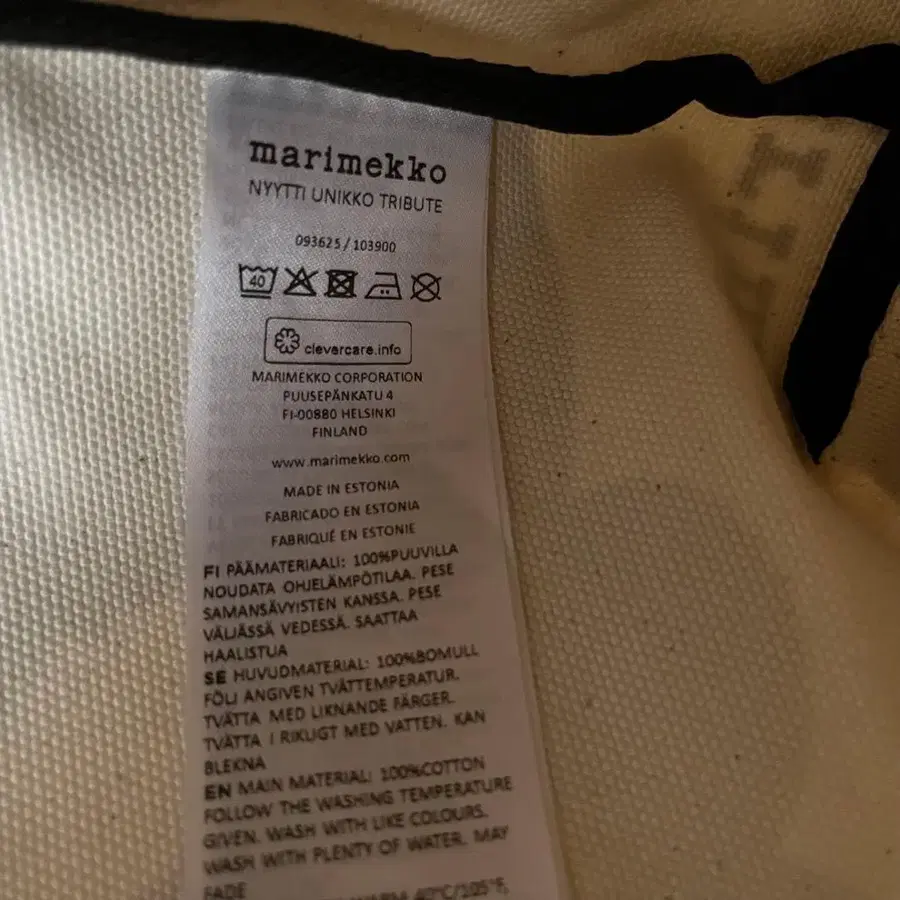 marimekko
NYYTTI UNIKKO TRIBUTE
093625 / 103900
40
clevercare.info
MARIMEKKO CORPORATION
PUUSEPÄNKATU 4
FI-00880 HELSINKI
FINLAND
www.marimekko.com
MADE IN ESTONIA
FABRICADO EN ESTONIA
FABRIQUÉ EN ESTONIE
FI PÄÄMATERIAALI: 100%PUUVILLA
NOUDATA OHJELÄMPÖTILAA. PESE
SAMANSÄVYISTEN KANSSA. PESE
VÄLJÄSSÄ VEDESSÄ. SAATTAA
HAALISTUA
SE HUVUDMATERIAL: 100%BOMULL
FÖLJ ANGIVEN TVÄTTEMPERATUR.
TVÄTTA MED LIKNANDE FÄRGER.
TVÄTTA I RIKLIGT MED VATTEN. KAN
BLEKNA
EN MAIN MATERIAL: 100%COTTON
FOLLOW THE WASHING TEMPERATURE
GIVEN. WASH WITH LIKE COLOURS.
WASH WITH PLENTY OF WATER. MAY
FADE
WARM 40°C/105°F,